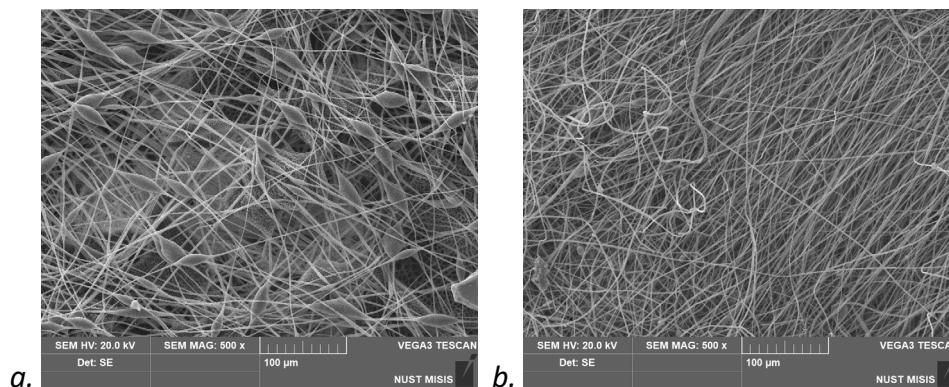 SEM HV: 20.0 kV SEM MAG: 500 x VEGA3 TESCAN
Det: SE 100 µm
NUST MISIS
a.
SEM HV: 20.0 kV SEM MAG: 500 x VEGA3 TESCA
Det: SE 100 µm
NUST MISIS
b.